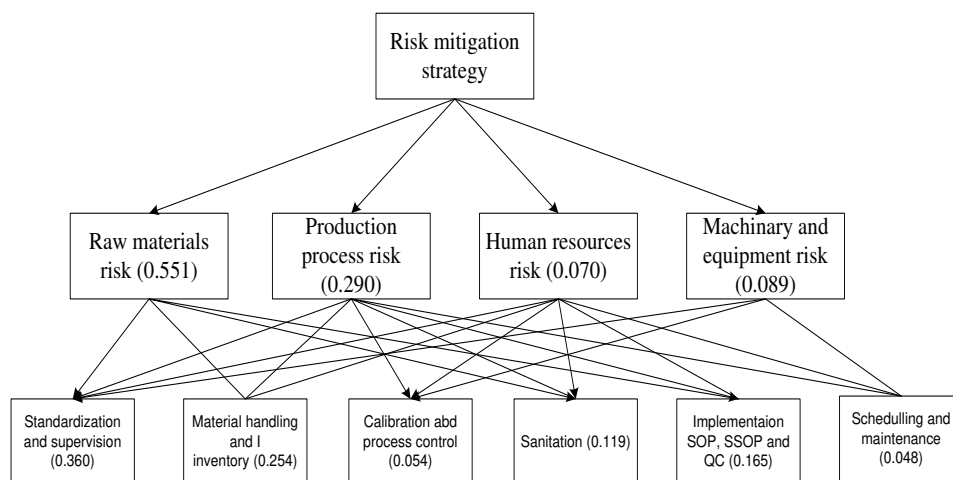 Risk mitigation
strategy
Raw materials
risk (0.551)
Production
process risk
(0.290)
Human resources
risk (0.070)
Machinary and
equipment risk
(0.089)
Standardization
and supervision
(0.360)
Material handling
and I
inventory (0.254)
Calibration abd
process control
(0.054)
Sanitation (0.119)
Implementaion
SOP, SSOP and
QC (0.165)
Schedulling and
maintenance
(0.048)